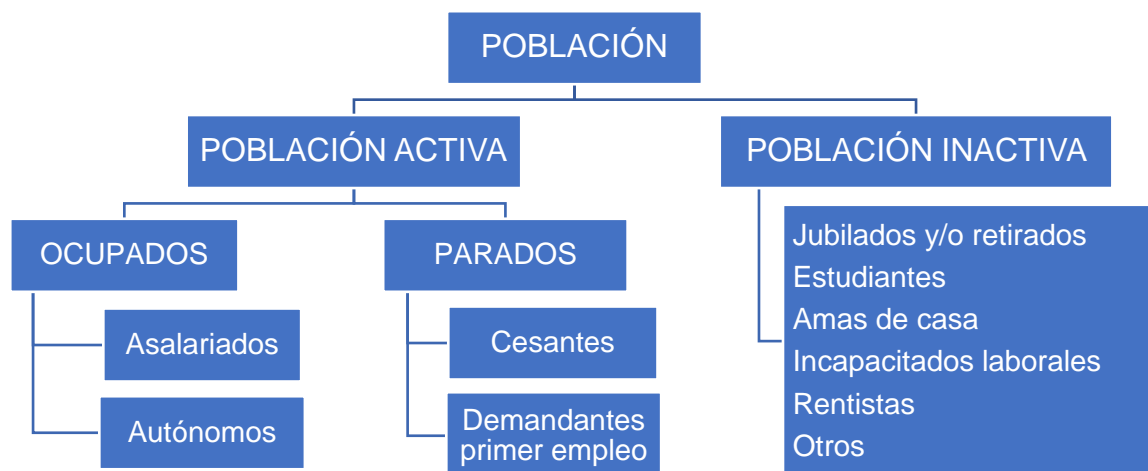 POBLACIÓN
POBLACIÓN ACTIVA
POBLACIÓN INACTIVA
OCUPADOS
PARADOS
Asalariados
Autónomos
Cesantes
Demandantes
primer empleo
Jubilados y/o retirados
Estudiantes
Amas de casa
Incapacitados laborales
Rentistas
Otros